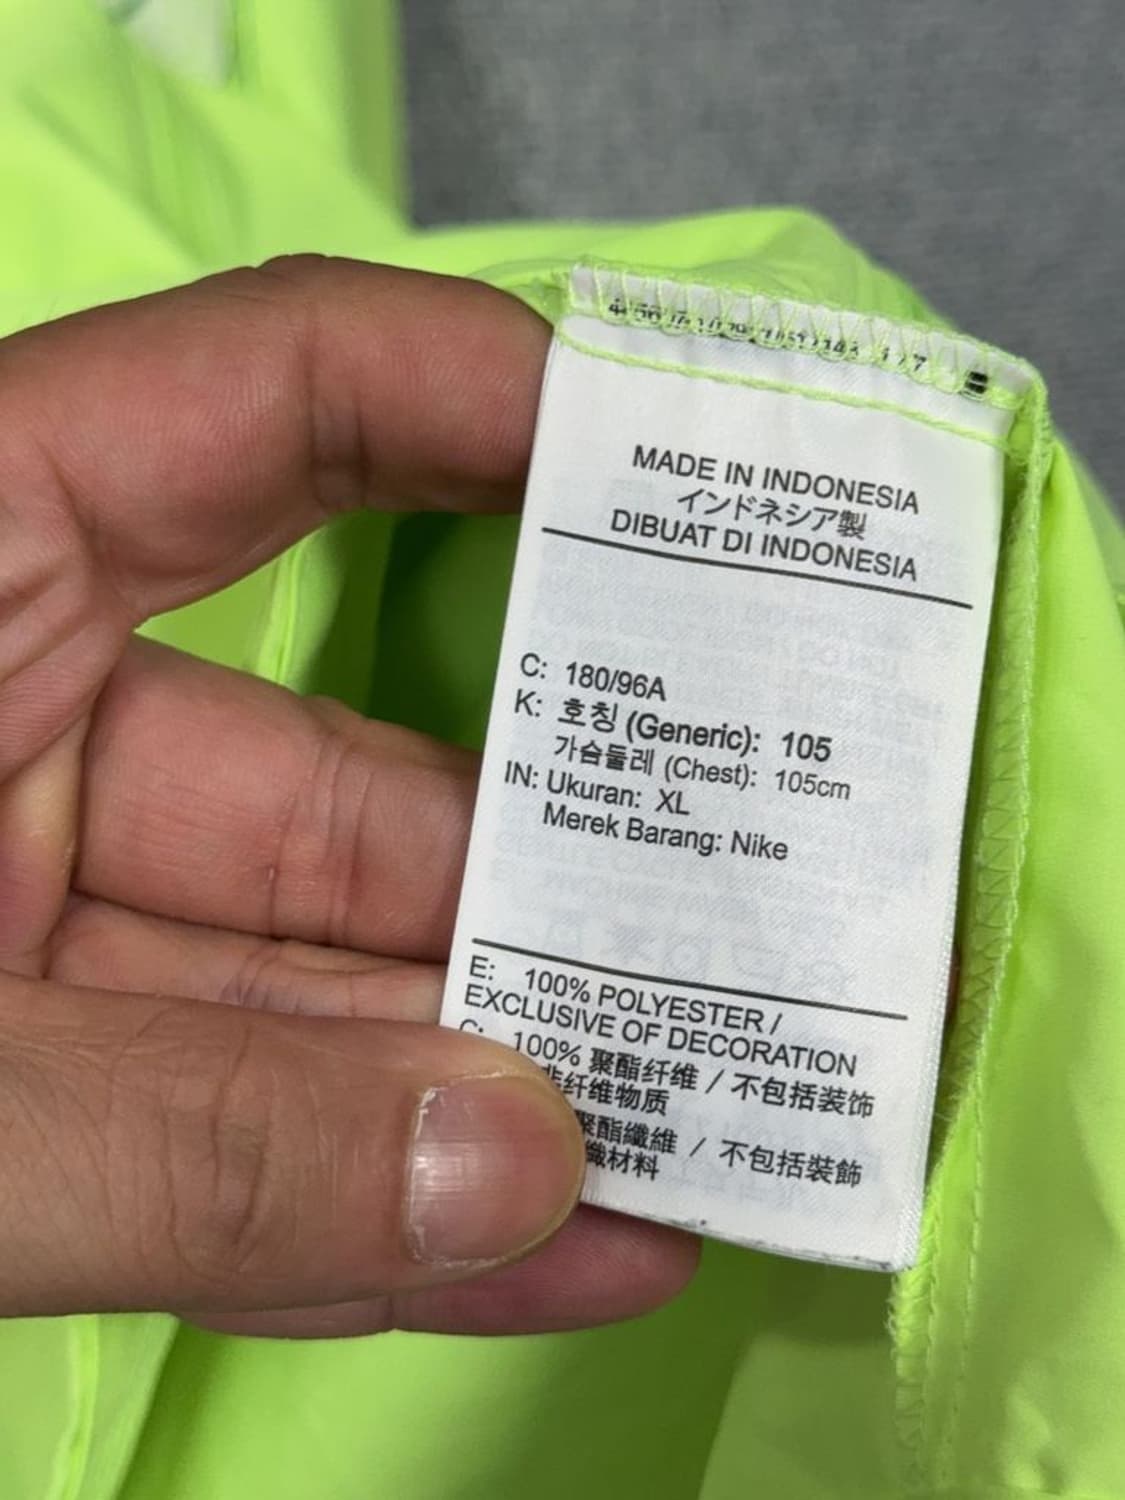 MADE IN INDONESIA
インドネシア製
DIBUAT DI INDONESIA
C: 180/96A
K: 호칭 (Generic): 105
가슴둘레 (Chest): 105cm
IN: Ukuran: XL
Merek Barang: Nike
E: 100% POLYESTER /
EXCLUSIVE OF DECORATION
C: 100% 聚酯纤维 / 不包括装饰
非纤维物质
聚酯纖維 / 不包括裝飾
織材料